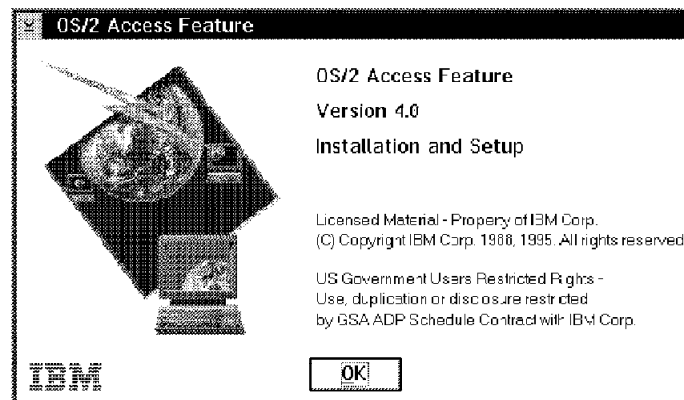 OS/2 Access Feature
OS/2 Access Feature
Version 4.0
Installation and Setup
Licensed Material - Property of IBM Corp.
(C) Copyright IBM Corp. 1988, 1995. All rights reserved
US Government Users Restricted Rights -
Use, duplication or disclosure restricted
by GSA ADP Schedule Contract with IBM Corp.
IBM
OK